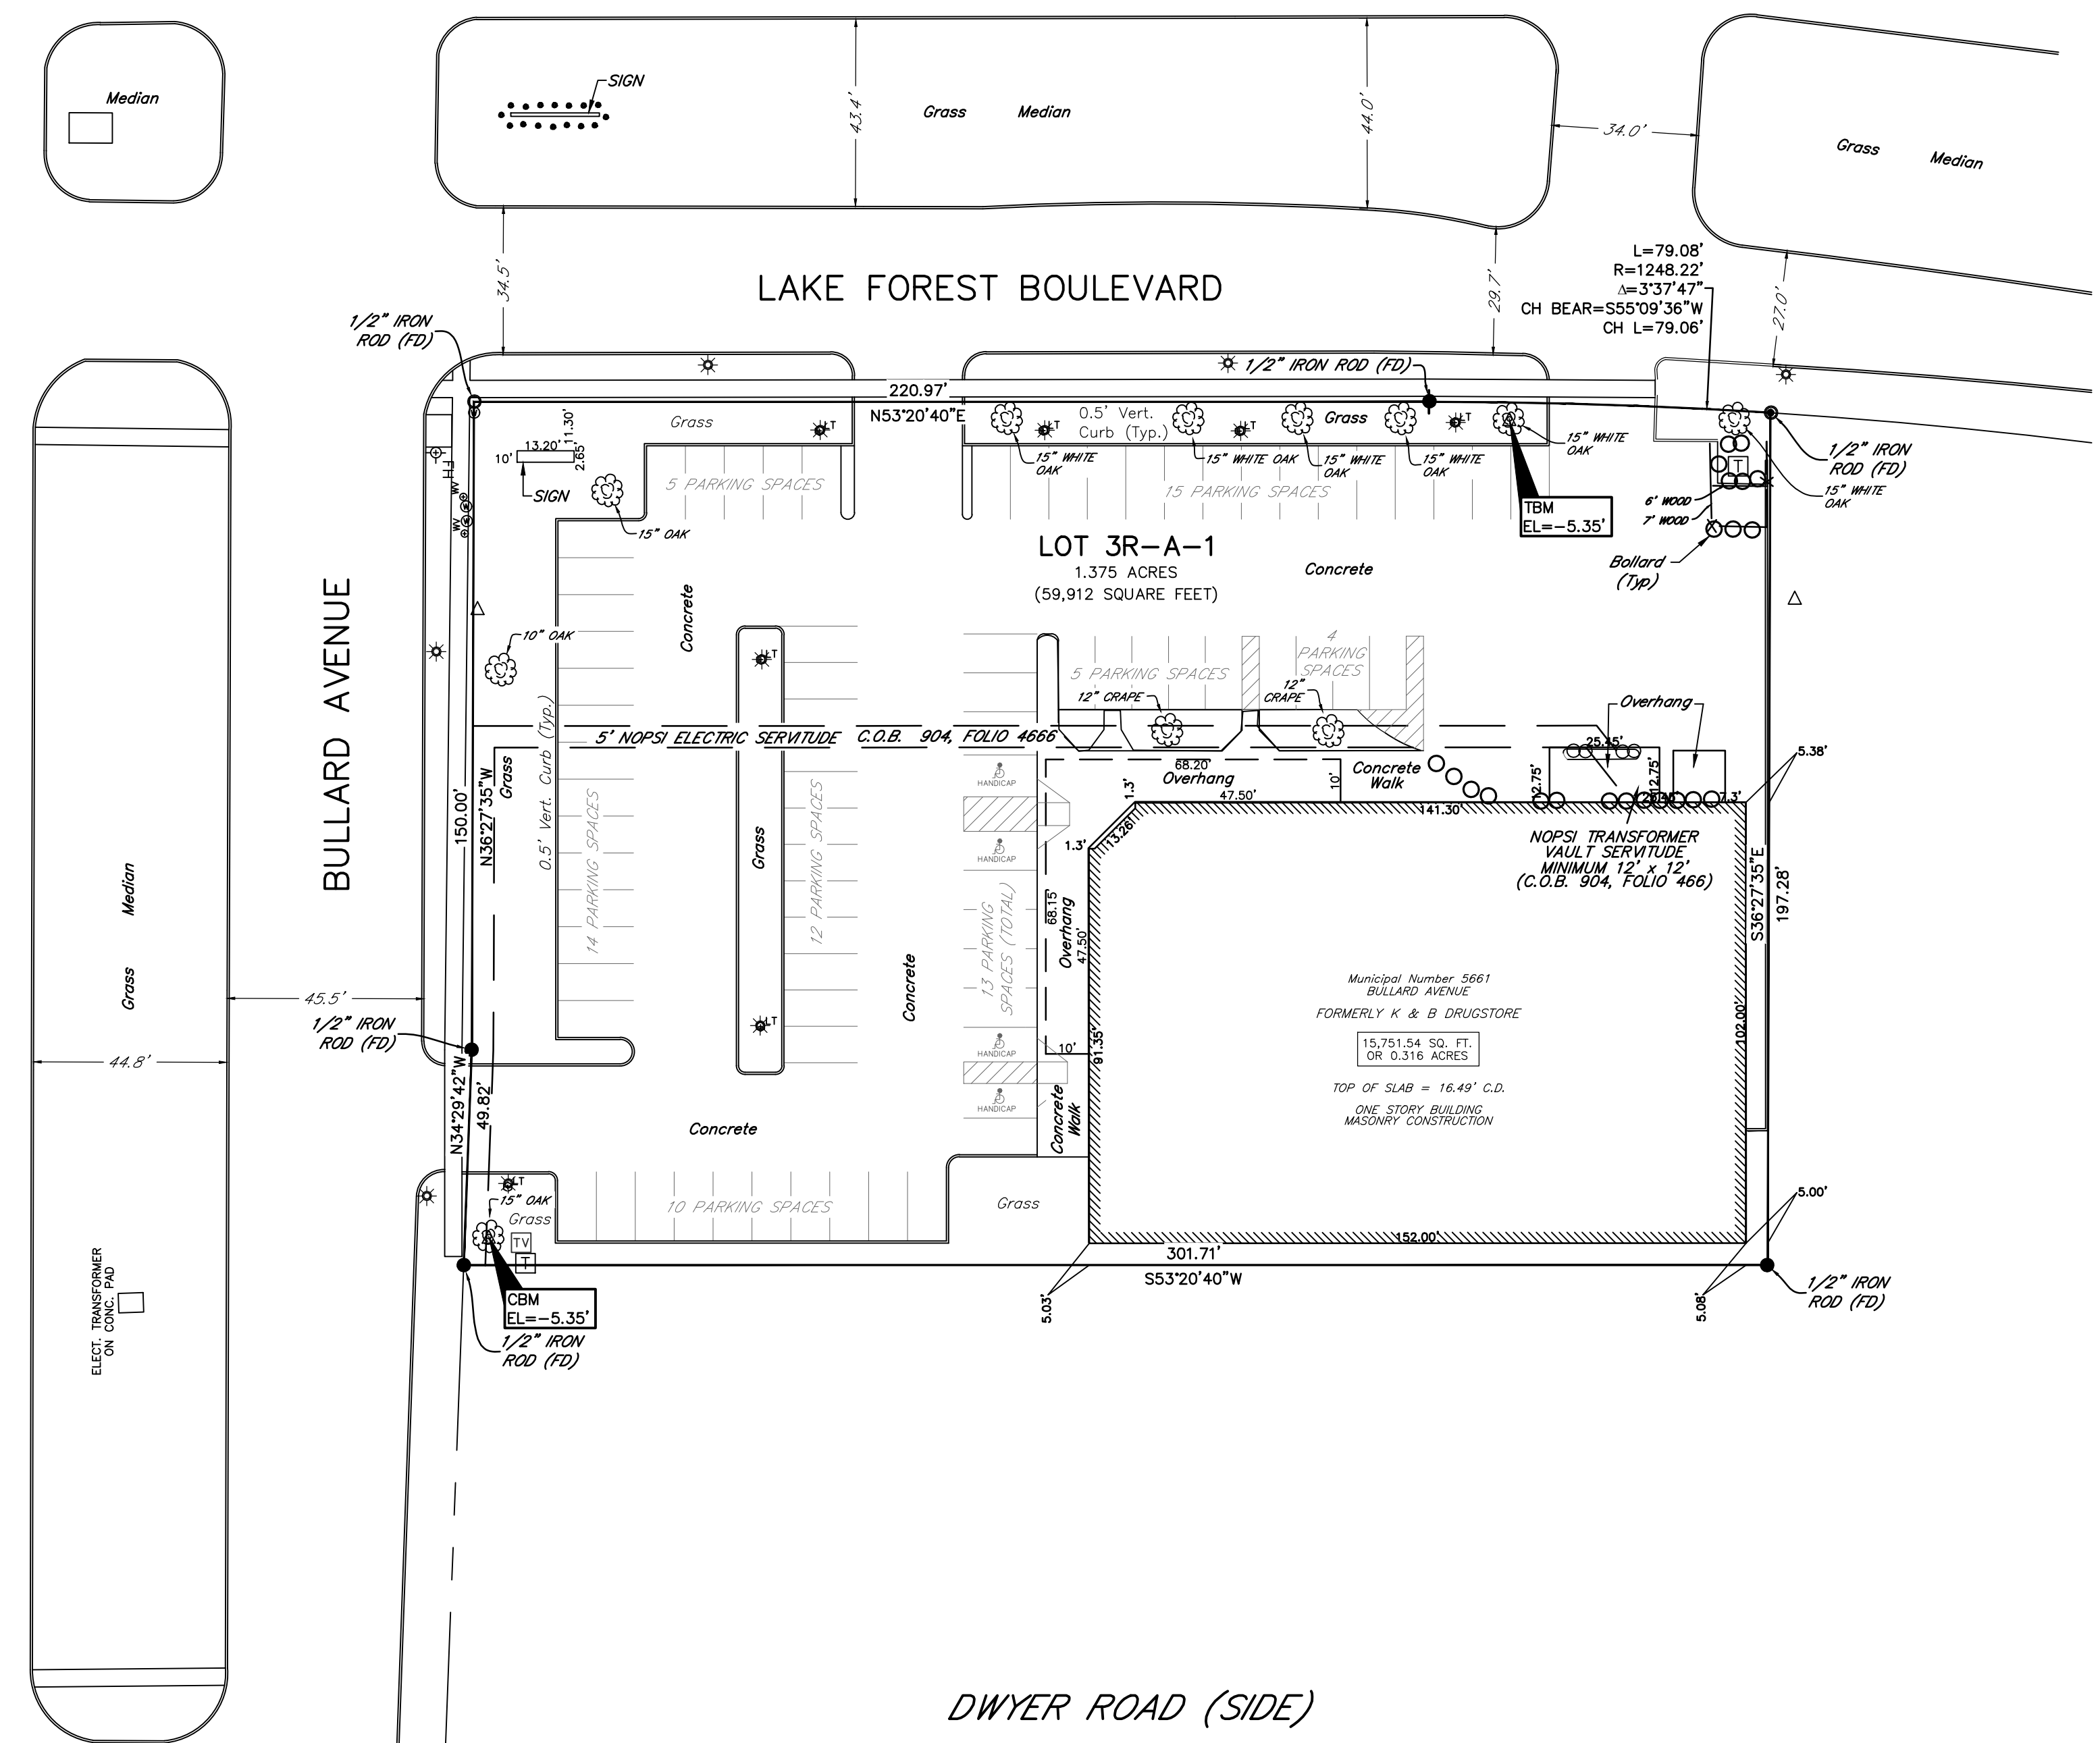 Median
SIGN
43.4'
Grass Median
44.0'
34.0'
Grass Median
34.5'
LAKE FOREST BOULEVARD
29.7'
L=79.08'
R=1248.22'
Δ=3°37'47"
CH BEAR=S55°09'36"W
CH L=79.06'
27.0'
1/2" IRON
ROD (FD)
1/2" IRON ROD (FD)
220.97'
N53°20'40"E
Grass
LT
LT
LT
LT
0.5' Vert.
Curb (Typ.)
Grass
13.20'
11.30'
10'
2.65'
SIGN
FH
WV
W
W
WV
15" OAK
5 PARKING SPACES
15" WHITE
OAK
15" WHITE OAK
15" WHITE
OAK
15" WHITE
OAK
15" WHITE
OAK
15 PARKING SPACES
TBM
EL=-5.35'
1/2" IRON
ROD (FD)
15" WHITE
OAK
T
6' WOOD
7' WOOD
Bollard
(Typ)
LOT 3R-A-1
1.375 ACRES
(59,912 SQUARE FEET)
Concrete
Concrete
BULLARD AVENUE
10" OAK
LT
5 PARKING SPACES
4
PARKING
SPACES
12" CRAPE
12"
CRAPE
Overhang
5' NOPSI ELECTRIC SERVITUDE C.O.B. 904, FOLIO 4666
25.45'
5.38'
12.75'
12.75'
25.45'
7.3'
68.20
Overhang
10'
Concrete
Walk
47.50'
141.30'
1.3'
13.26'
1.3'
HANDICAP
HANDICAP
150.00'
N36°27'35"W
Grass
0.5' Vert. Curb (Typ.)
14 PARKING SPACES
Grass
12 PARKING SPACES
Concrete
13 PARKING
SPACES (TOTAL)
68.15
Overhang
47.50'
NOPSI TRANSFORMER
VAULT SERVITUDE
MINIMUM 12' x 12'
(C.O.B. 904, FOLIO 466)
S36°27'35"E
197.28'
Grass Median
45.5'
44.8'
1/2" IRON
ROD (FD)
LT
HANDICAP
HANDICAP
10'
91.35'
102.00'
Municipal Number 5661
BULLARD AVENUE
FORMERLY K & B DRUGSTORE
15,751.54 SQ. FT.
OR 0.316 ACRES
TOP OF SLAB = 16.49' C.D.
ONE STORY BUILDING
MASONRY CONSTRUCTION
N34°29'42"W
49.82'
Concrete
Concrete
Walk
LT
15" OAK
Grass
TV
T
10 PARKING SPACES
Grass
152.00'
301.71'
S53°20'40"W
5.00'
5.03'
5.08'
1/2" IRON
ROD (FD)
CBM
EL=-5.35'
1/2" IRON
ROD (FD)
ELECT. TRANSFORMER
ON CONC. PAD
DWYER ROAD (SIDE)